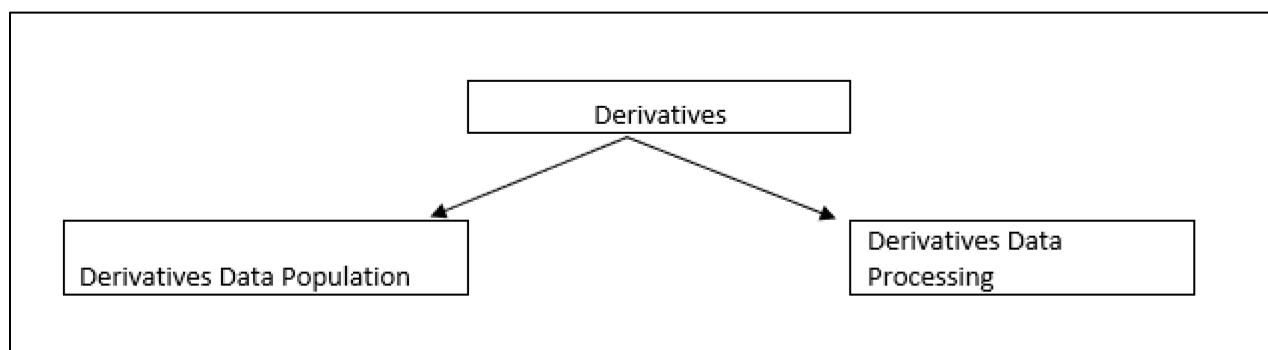 Derivatives
Derivatives Data Population
Derivatives Data
Processing